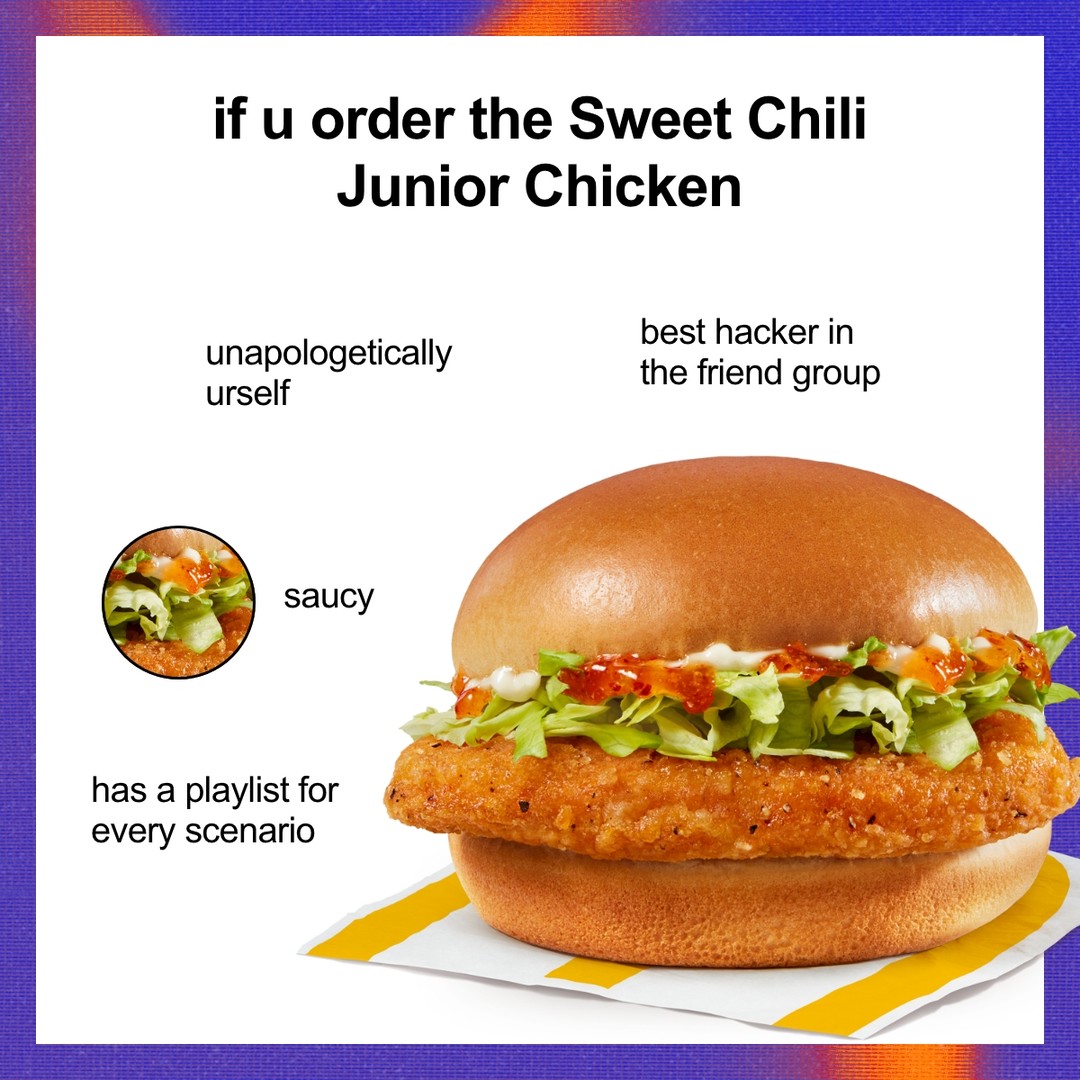 if u order the Sweet Chili
Junior Chicken
unapologetically
urself
best hacker in
the friend group
saucy
has a playlist for
every scenario